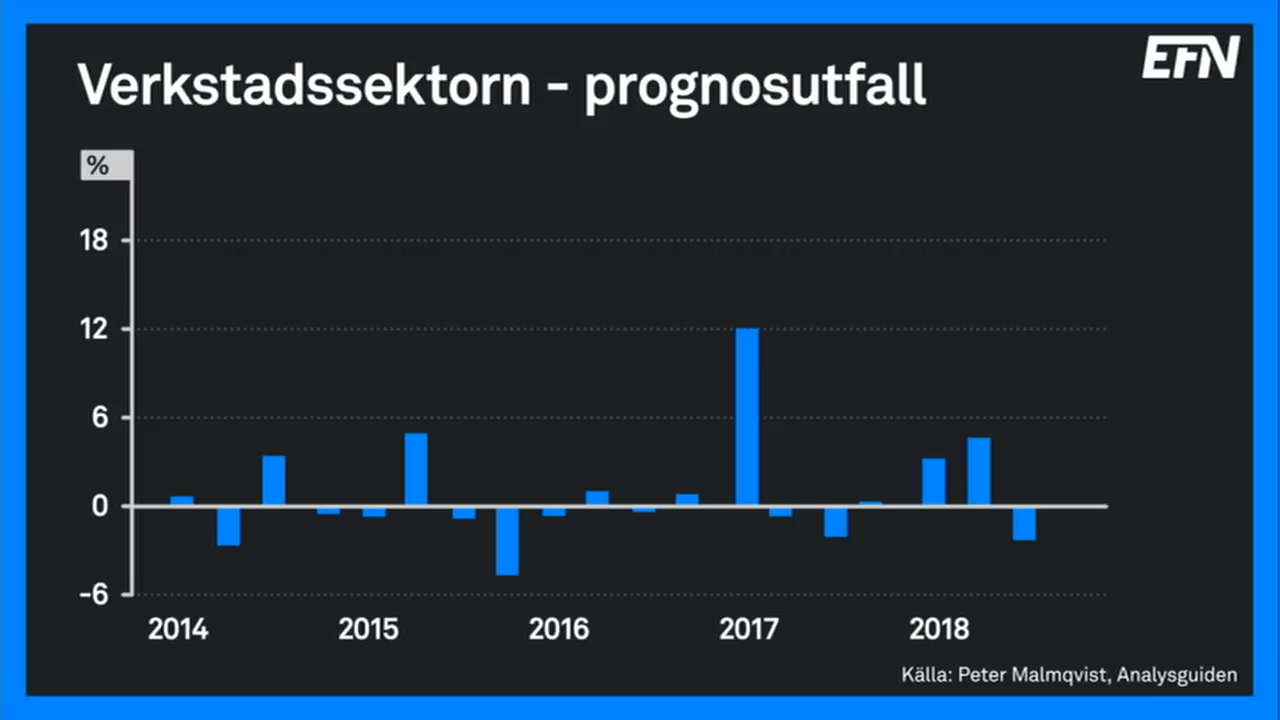 EFN
Verkstadssektorn - prognosutfall
%
18
12
6
0
-6
2014 2015 2016 2017 2018
Källa: Peter Malmqvist, Analysguiden